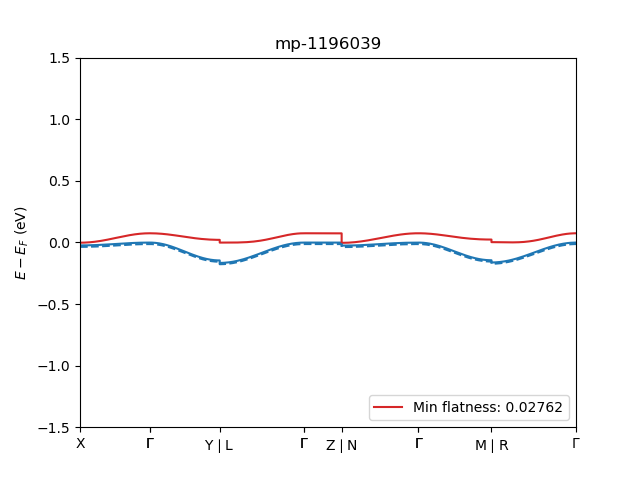 mp-1196039
E − E_F (eV)
1.5
1.0
0.5
0.0
−0.5
−1.0
−1.5
Min flatness: 0.02762
X Γ Y | L Γ Z | N Γ M | R Γ